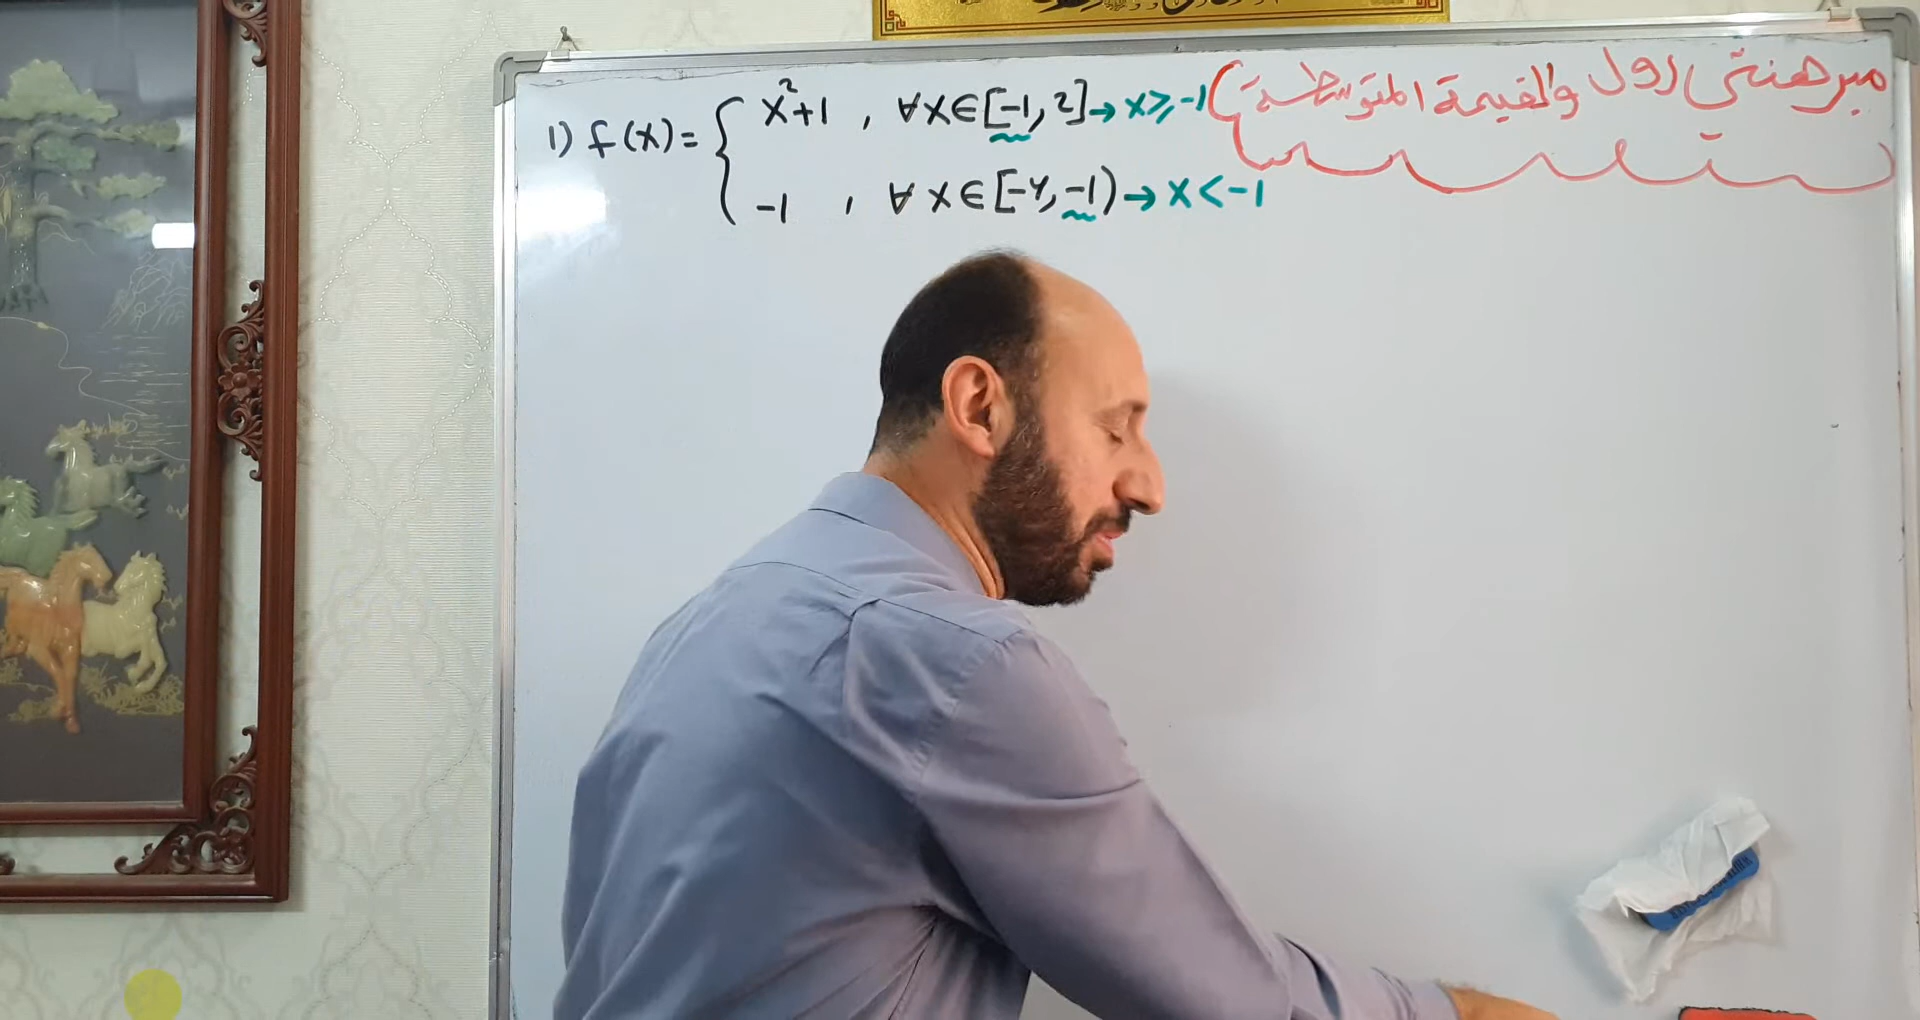 مبرهنتي رول والقيمة المتوسطة
1) f(x) = { x²+1 , ∀x∈[-1, 2] → x≥-1
-1 , ∀x∈[-4, -1) → x<-1